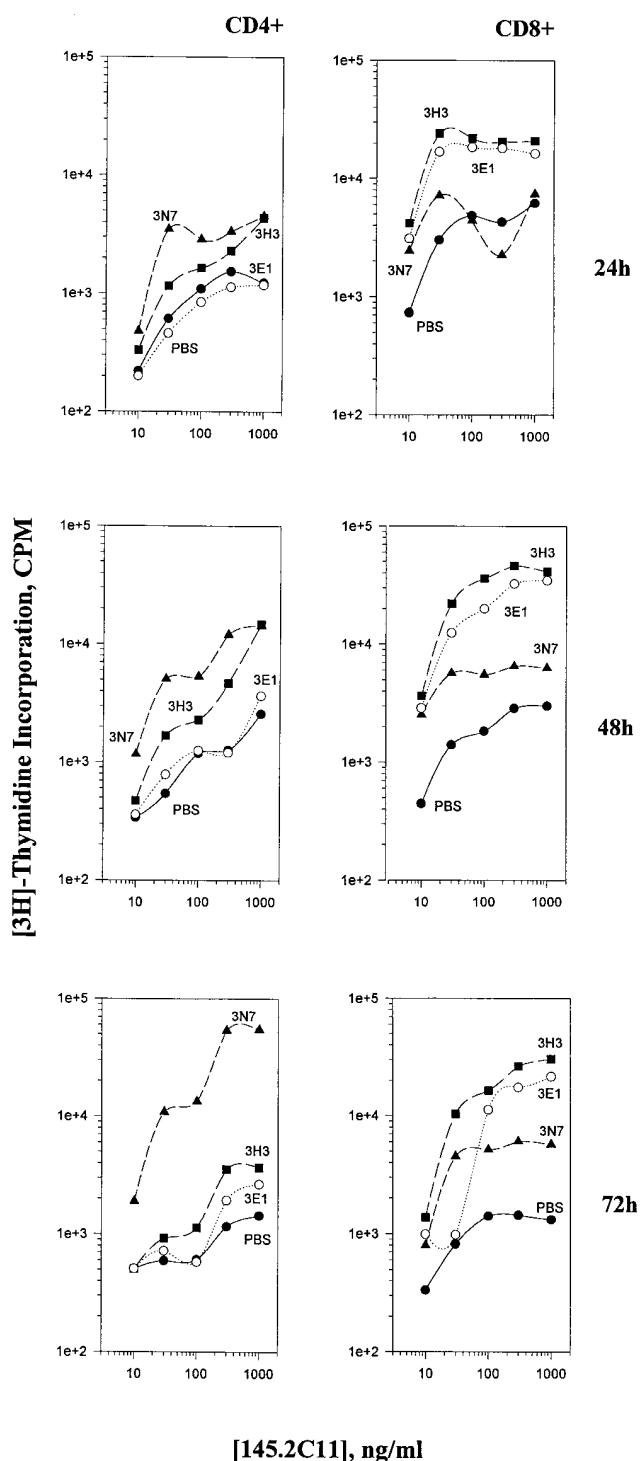 CD4+
CD8+
1e+5
1e+4
1e+3
1e+2
10
100
1000
3N7
3H3
3E1
PBS
1e+5
1e+4
1e+3
1e+2
10
100
1000
3H3
3E1
3N7
PBS
24h
[3H]-Thymidine Incorporation, CPM
1e+5
1e+4
1e+3
1e+2
10
100
1000
3N7
3H3
3E1
PBS
1e+5
1e+4
1e+3
1e+2
10
100
1000
3H3
3E1
3N7
PBS
48h
1e+5
1e+4
1e+3
1e+2
10
100
1000
3N7
3H3
3E1
PBS
1e+5
1e+4
1e+3
1e+2
10
100
1000
3H3
3E1
3N7
PBS
72h
[145.2C11], ng/ml